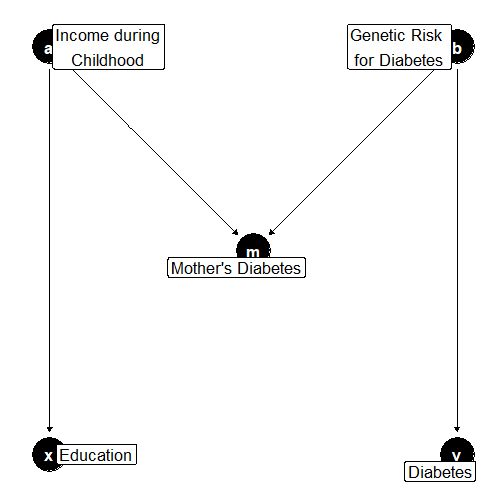 a
Income during
Childhood
Genetic Risk
for Diabetes
b
m
Mother's Diabetes
x
Education
y
Diabetes